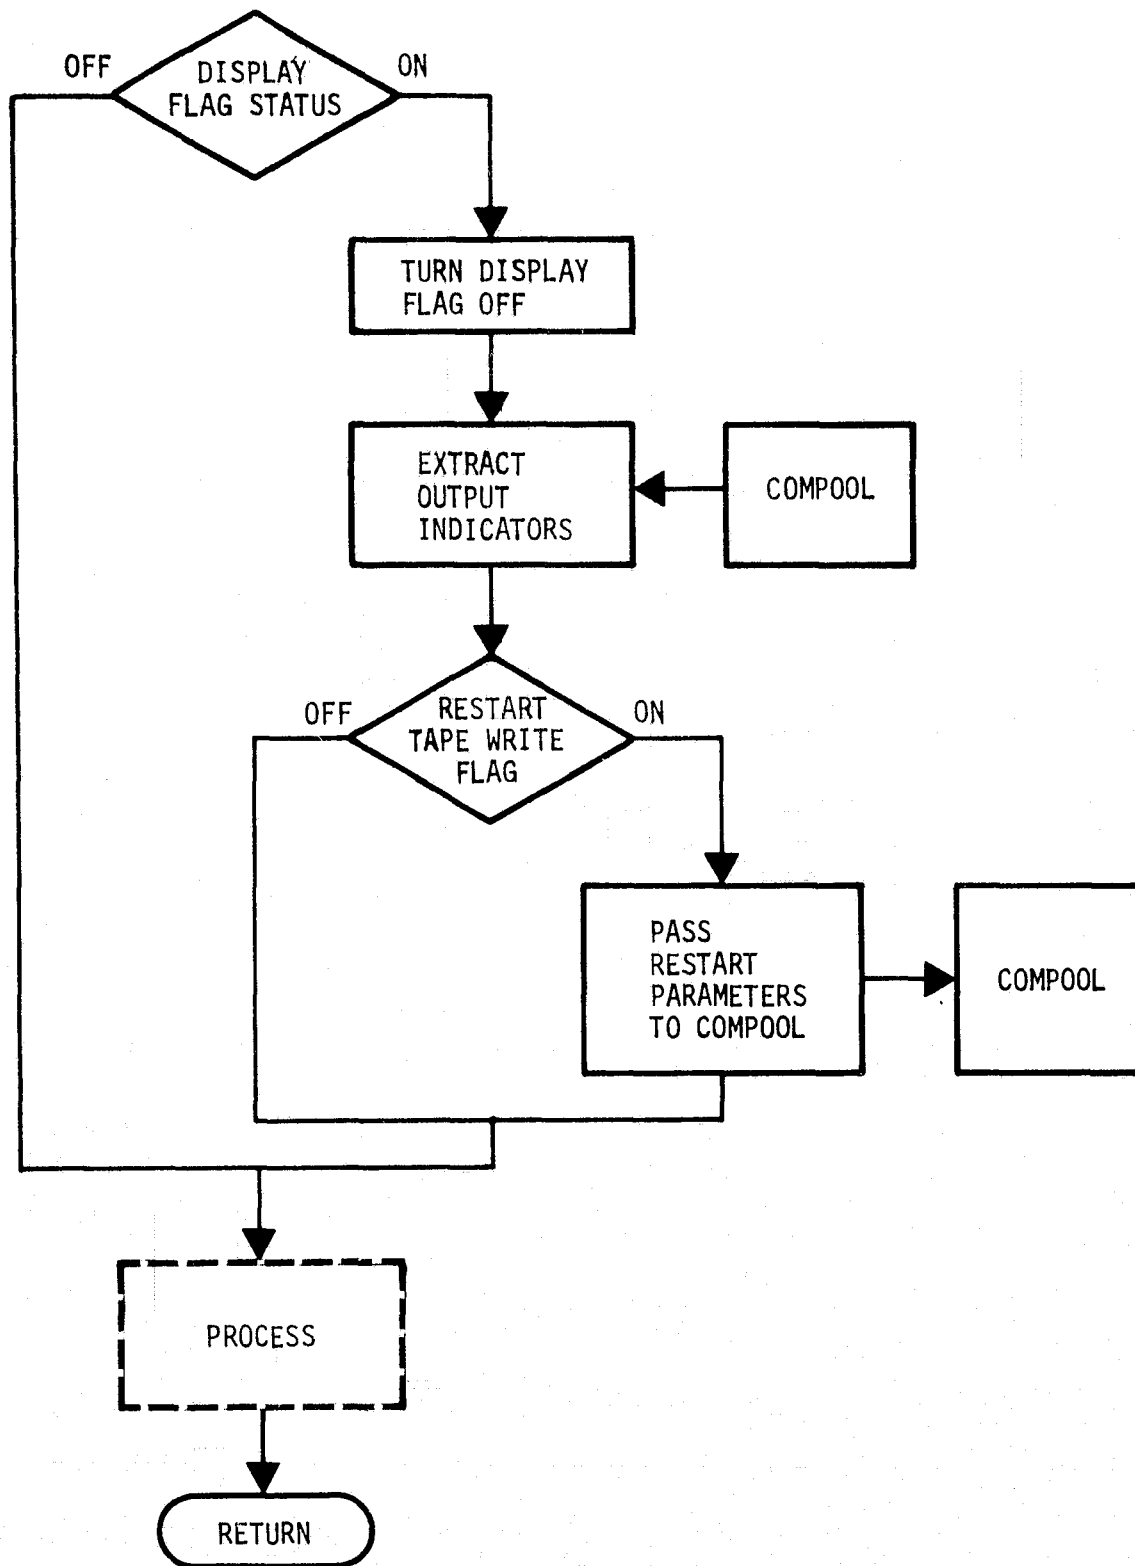 OFF
DISPLAY
FLAG STATUS
ON
TURN DISPLAY
FLAG OFF
EXTRACT
OUTPUT
INDICATORS
COMPOOL
OFF
RESTART
TAPE WRITE
FLAG
ON
PASS
RESTART
PARAMETERS
TO COMPOOL
COMPOOL
PROCESS
RETURN